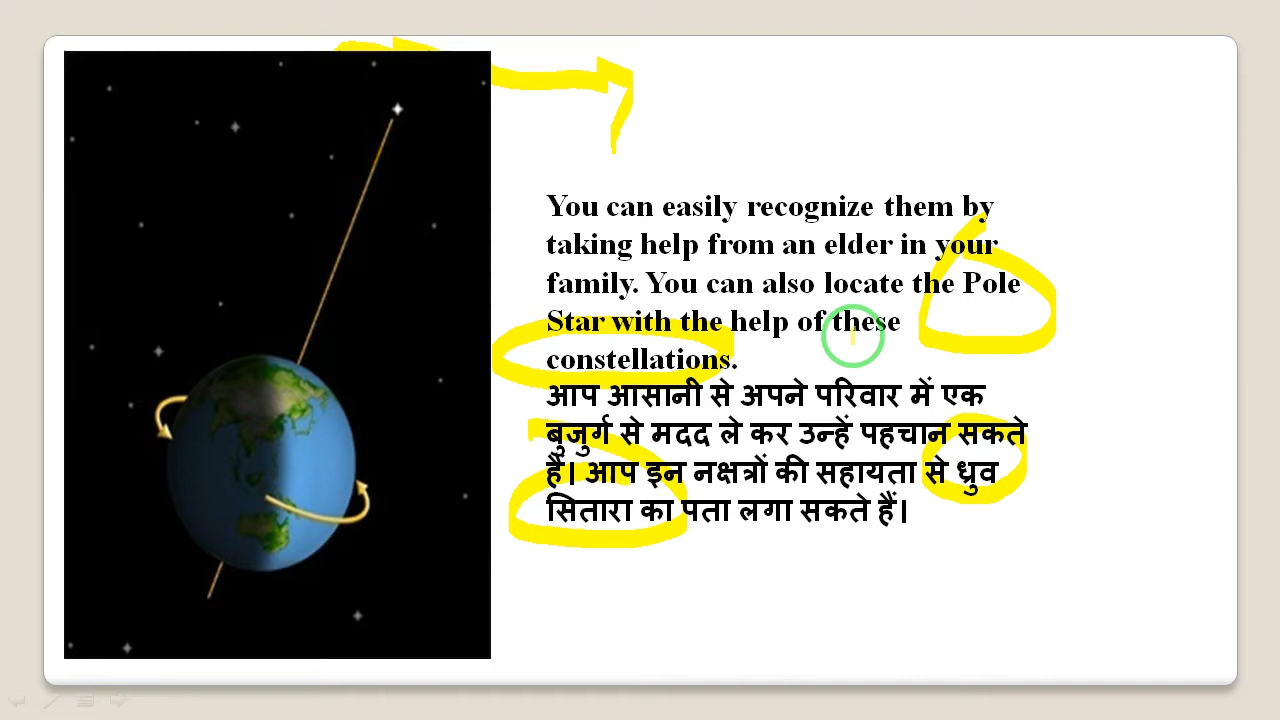 You can easily recognize them by
taking help from an elder in your
family. You can also locate the Pole
Star with the help of these
constellations.
आप आसानी से अपने परिवार में एक
बुजुर्ग से मदद ले कर उन्हें पहचान सकते
हैं। आप इन नक्षत्रों की सहायता से ध्रुव
सितारा का पता लगा सकते हैं।